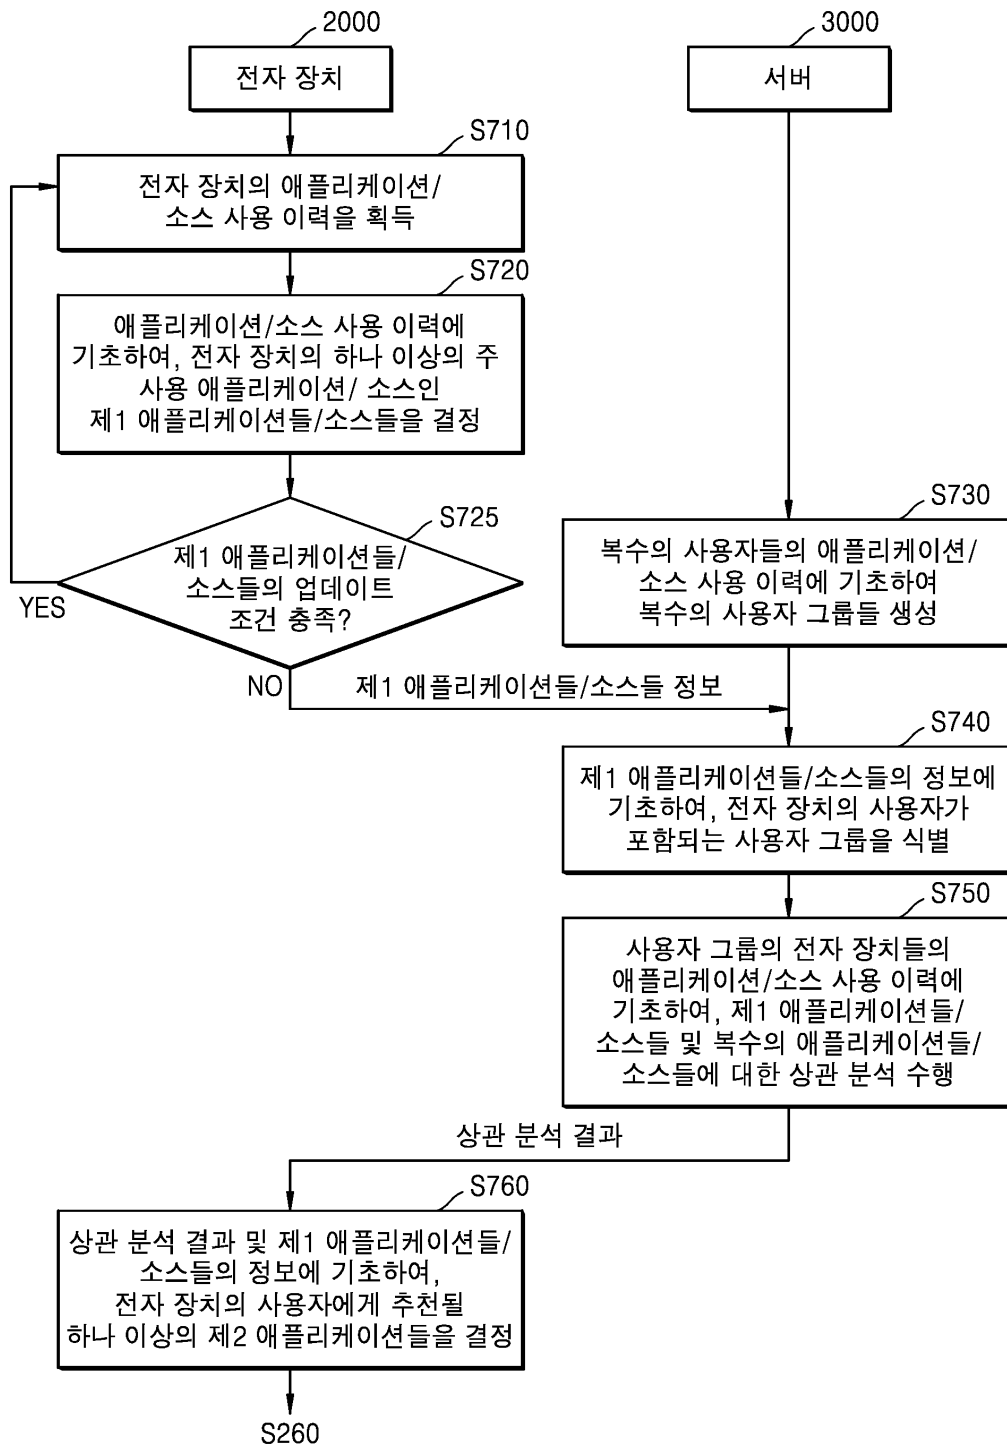 2000
전자 장치
3000
서버
S710
전자 장치의 애플리케이션/
소스 사용 이력을 획득
S720
애플리케이션/소스 사용 이력에
기초하여, 전자 장치의 하나 이상의 주
사용 애플리케이션/ 소스인
제1 애플리케이션들/소스들을 결정
S725
제1 애플리케이션들/
소스들의 업데이트
조건 충족?
YES
NO
S730
복수의 사용자들의 애플리케이션/
소스 사용 이력에 기초하여
복수의 사용자 그룹들 생성
제1 애플리케이션들/소스들 정보
S740
제1 애플리케이션들/소스들의 정보에
기초하여, 전자 장치의 사용자가
포함되는 사용자 그룹을 식별
S750
사용자 그룹의 전자 장치들의
애플리케이션/소스 사용 이력에
기초하여, 제1 애플리케이션들/
소스들 및 복수의 애플리케이션들/
소스들에 대한 상관 분석 수행
상관 분석 결과
S760
상관 분석 결과 및 제1 애플리케이션들/
소스들의 정보에 기초하여,
전자 장치의 사용자에게 추천될
하나 이상의 제2 애플리케이션들을 결정
S260